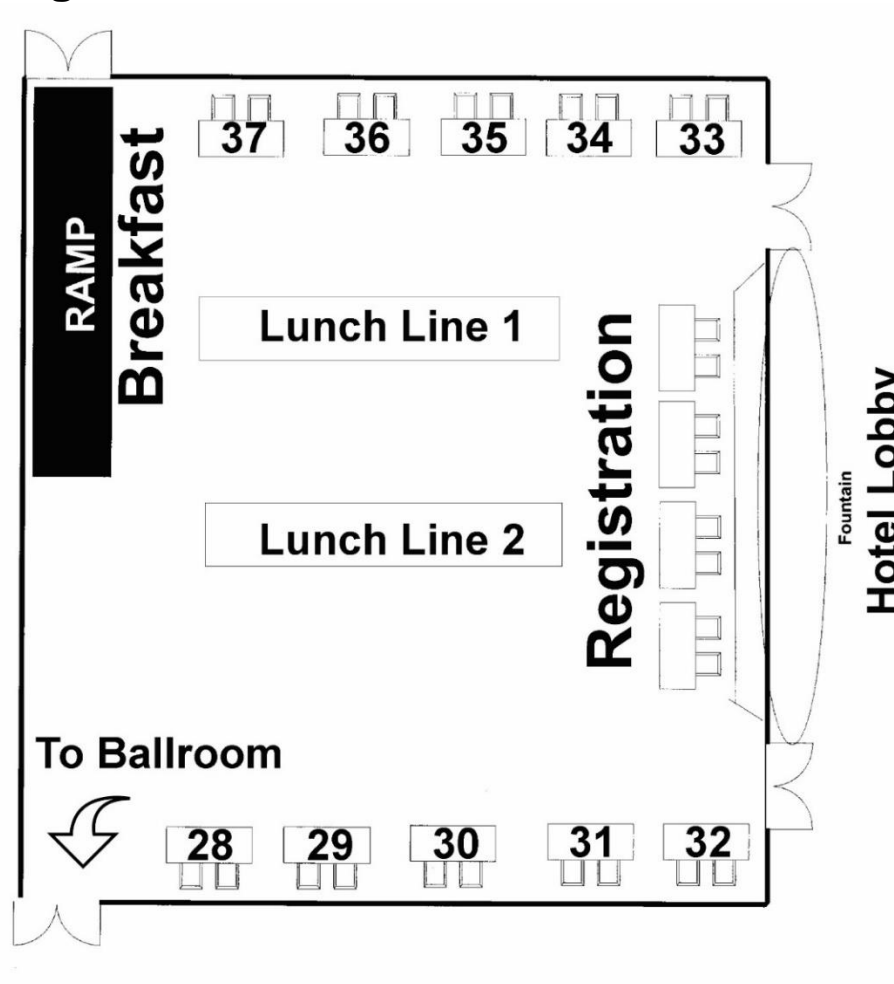 37 36 35 34 33
RAMP
Breakfast
Lunch Line 1
Registration
Lunch Line 2
Fountain
Hotel Lobby
To Ballroom
28 29 30 31 32